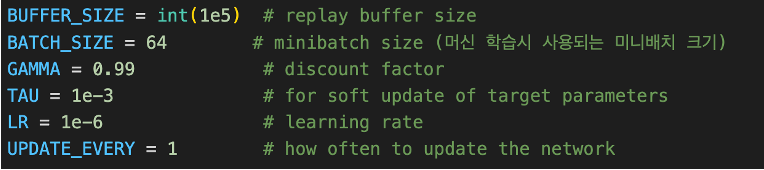 BUFFER_SIZE = int(1e5)  # replay buffer size
BATCH_SIZE = 64        # minibatch size (머신 학습시 사용되는 미니배치 크기)
GAMMA = 0.99            # discount factor
TAU = 1e-3              # for soft update of target parameters
LR = 1e-6               # learning rate
UPDATE_EVERY = 1        # how often to update the network